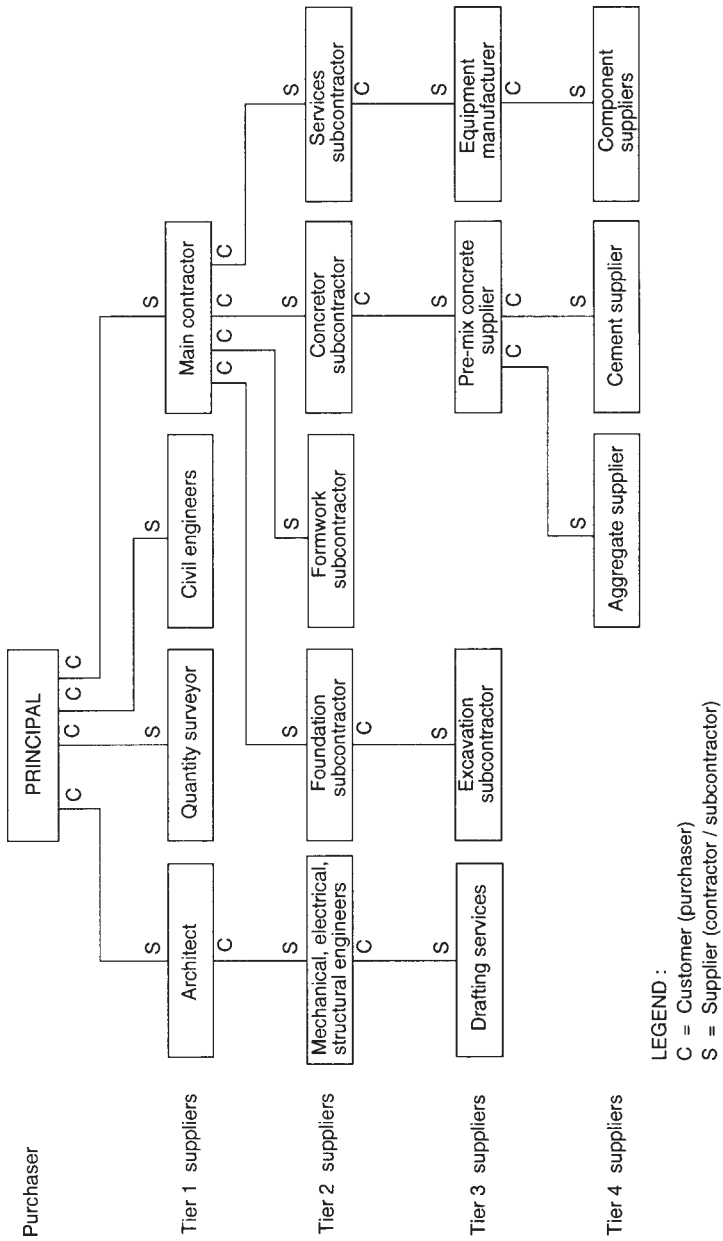 Purchaser
PRINCIPAL
C
C
C
C
Tier 1 suppliers
S
S
S
S
Architect
Quantity surveyor
Civil engineers
Main contractor
C
C
C
C
C
Tier 2 suppliers
S
S
S
S
S
Mechanical, electrical,
structural engineers
Foundation
subcontractor
Formwork
subcontractor
Concretor
subcontractor
Services
subcontractor
C
C
C
C
Tier 3 suppliers
S
S
S
S
Drafting services
Excavation
subcontractor
Pre-mix concrete
supplier
Equipment
manufacturer
C
C
C
Tier 4 suppliers
S
S
S
Aggregate supplier
Cement supplier
Component
suppliers
LEGEND :
C = Customer (purchaser)
S = Supplier (contractor / subcontractor)